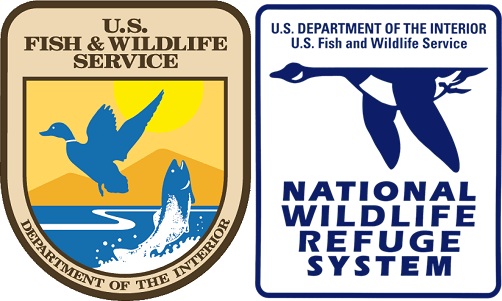 U.S.
FISH & WILDLIFE
SERVICE
DEPARTMENT OF THE INTERIOR
U.S. DEPARTMENT OF THE INTERIOR
U.S. Fish and Wildlife Service
NATIONAL
WILDLIFE
REFUGE
SYSTEM